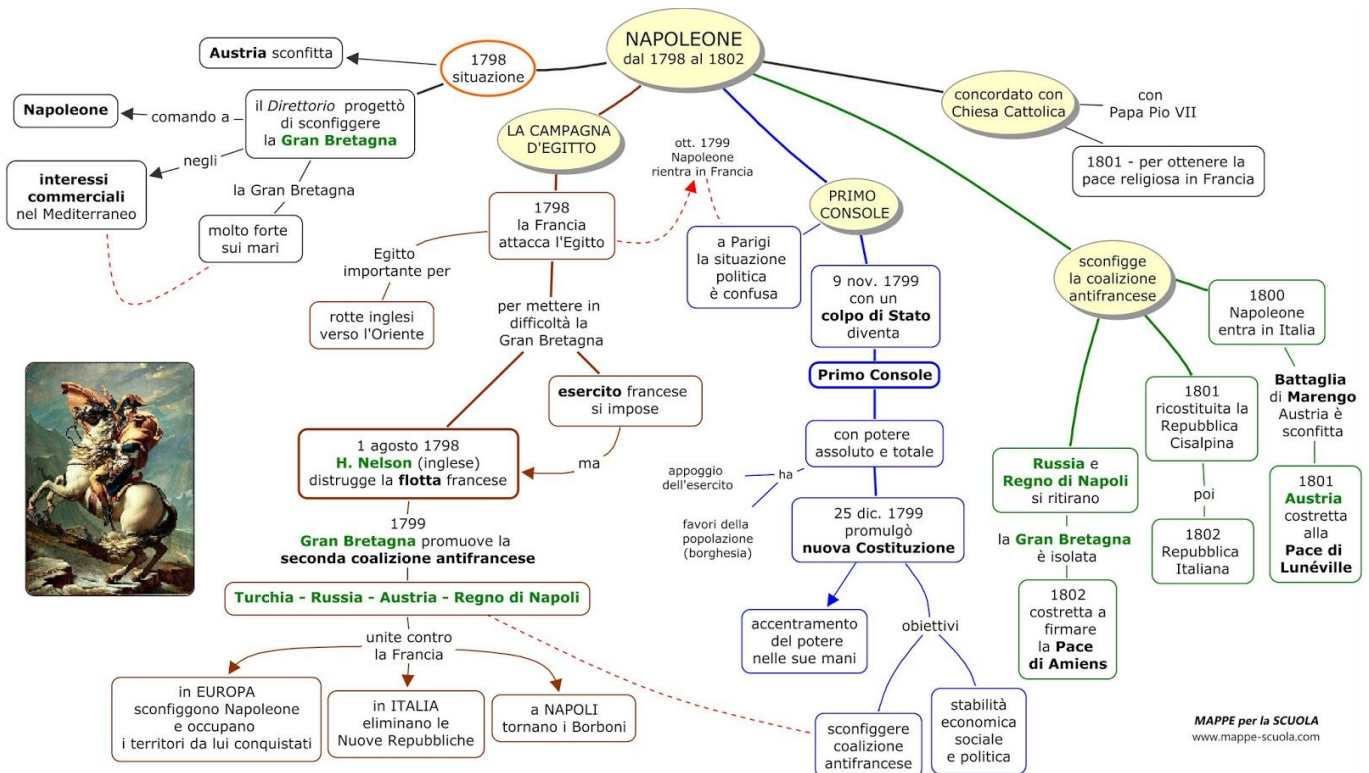 NAPOLEONE
dal 1798 al 1802
1798
situazione
Austria sconfitta
il Direttorio progettò
di sconfiggere
la Gran Bretagna
comando a
Napoleone
negli
interessi
commerciali
nel Mediterraneo
la Gran Bretagna
molto forte
sui mari
LA CAMPAGNA
D'EGITTO
1798
la Francia
attacca l'Egitto
Egitto
importante per
rotte inglesi
verso l'Oriente
per mettere in
difficoltà la
Gran Bretagna
esercito francese
si impose
ma
1 agosto 1798
H. Nelson (inglese)
distrugge la flotta francese
1799
Gran Bretagna promuove la
seconda coalizione antifrancese
Turchia - Russia - Austria - Regno di Napoli
unite contro
la Francia
in EUROPA
sconfiggono Napoleone
e occupano
i territori da lui conquistati
in ITALIA
eliminano le
Nuove Repubbliche
a NAPOLI
tornano i Borboni
ott. 1799
Napoleone
rientra in Francia
PRIMO
CONSOLE
a Parigi
la situazione
politica
è confusa
9 nov. 1799
con un
colpo di Stato
diventa
Primo Console
con potere
assoluto e totale
ha
appoggio
dell'esercito
favori della
popolazione
(borghesia)
25 dic. 1799
promulgò
nuova Costituzione
accentramento
del potere
nelle sue mani
obiettivi
sconfiggere
coalizione
antifrancese
stabilità
economica
sociale
e politica
concordato con
Chiesa Cattolica
con
Papa Pio VII
1801 - per ottenere la
pace religiosa in Francia
sconfigge
la coalizione
antifrancese
1800
Napoleone
entra in Italia
Battaglia
di Marengo
Austria è
sconfitta
1801
Austria
costretta
alla
Pace di
Lunéville
1801
ricostituita la
Repubblica
Cisalpina
poi
1802
Repubblica
Italiana
Russia e
Regno di Napoli
si ritirano
la Gran Bretagna
è isolata
1802
costretta a
firmare
la Pace
di Amiens
MAPPE per la SCUOLA
www.mappe-scuola.com